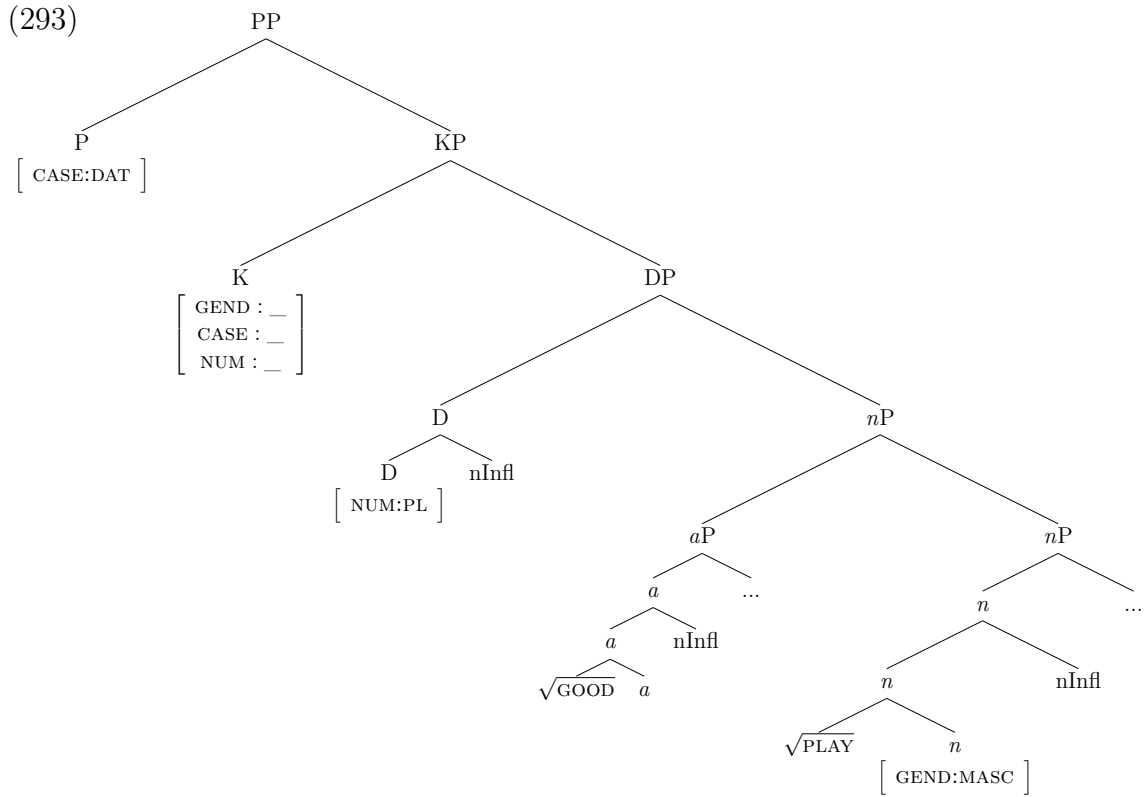 (293)
PP
P
[ CASE:DAT ]
KP
K
GEND : _
CASE : _
NUM : _
DP
D
D
[ NUM:PL ]
nInfl
nP
aP
a
a
√GOOD
a
nInfl
...
nP
n
n
√PLAY
n
[ GEND:MASC ]
nInfl
...